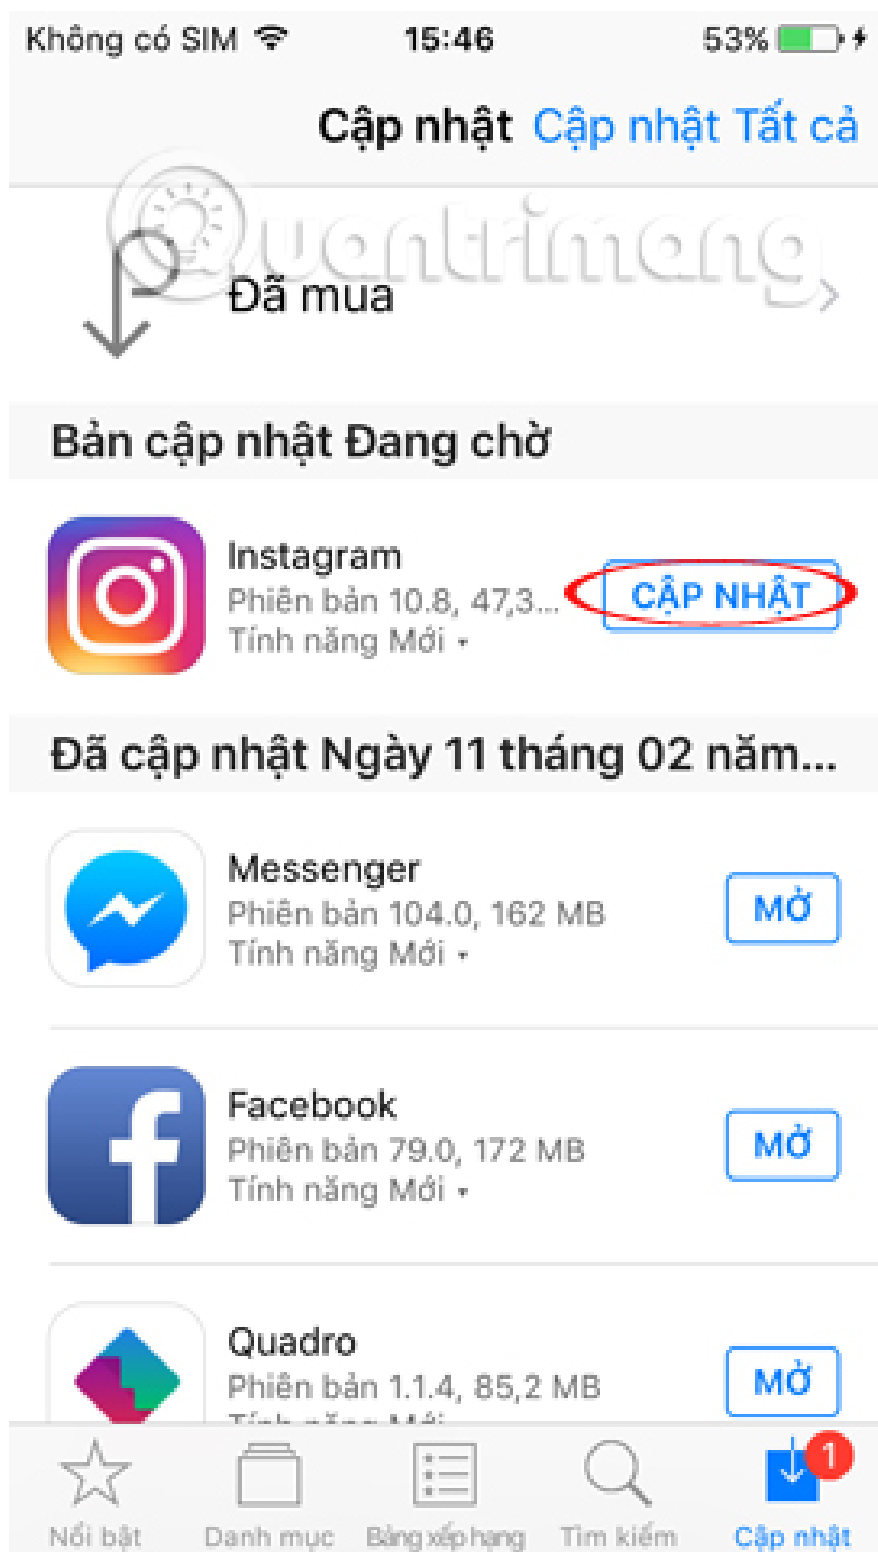 Không có SIM 15:46 53%
Cập nhật Cập nhật Tất cả
Quantrimang
Đã mua
Bản cập nhật Đang chờ
Instagram
Phiên bản 10.8, 47,3...
Tính năng Mới
CẬP NHẬT
Đã cập nhật Ngày 11 tháng 02 năm...
Messenger
Phiên bản 104.0, 162 MB
Tính năng Mới
MỞ
Facebook
Phiên bản 79.0, 172 MB
Tính năng Mới
MỞ
Quadro
Phiên bản 1.1.4, 85,2 MB
Tính năng Mới
MỞ
1
Nổi bật Danh mục Bảng xếp hạng Tìm kiếm Cập nhật